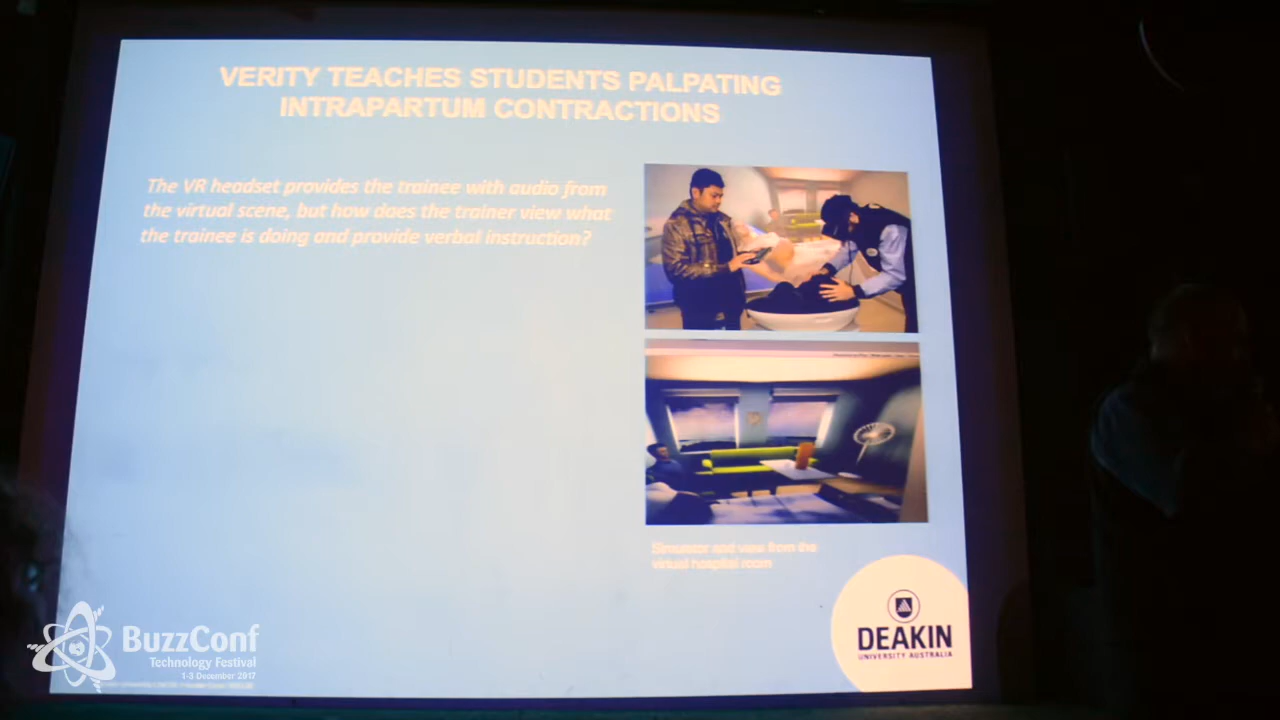 VERITY TEACHES STUDENTS PALPATING
INTRAPARTUM CONTRACTIONS
The VR headset provides the trainee with audio from
the virtual scene, but how does the trainer view what
the trainee is doing and provide verbal instruction?
Simulator and view from the
virtual hospital room
DEAKIN
UNIVERSITY AUSTRALIA
BuzzConf
Technology Festival
1-3 December 2017